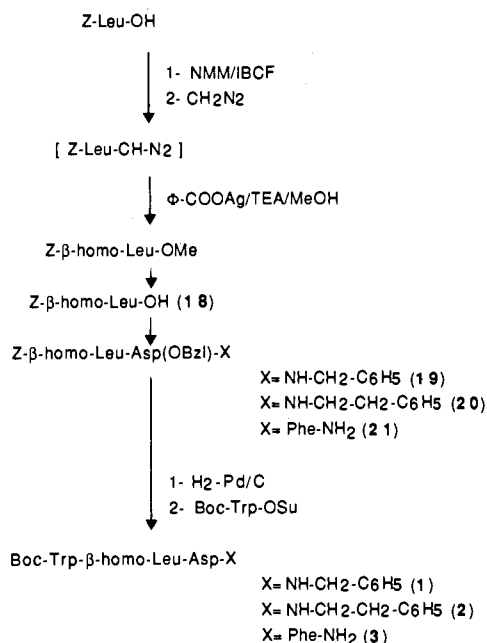 Z-Leu-OH
1- NMM/IBCF
2- CH2N2
[ Z-Leu-CH-N2 ]
Φ-COOAg/TEA/MeOH
Z-β-homo-Leu-OMe
Z-β-homo-Leu-OH (18)
Z-β-homo-Leu-Asp(OBzl)-X
X= NH-CH2-C6H5 (19)
X= NH-CH2-CH2-C6H5 (20)
X= Phe-NH2 (21)
1- H2-Pd/C
2- Boc-Trp-OSu
Boc-Trp-β-homo-Leu-Asp-X
X= NH-CH2-C6H5 (1)
X= NH-CH2-CH2-C6H5 (2)
X= Phe-NH2 (3)